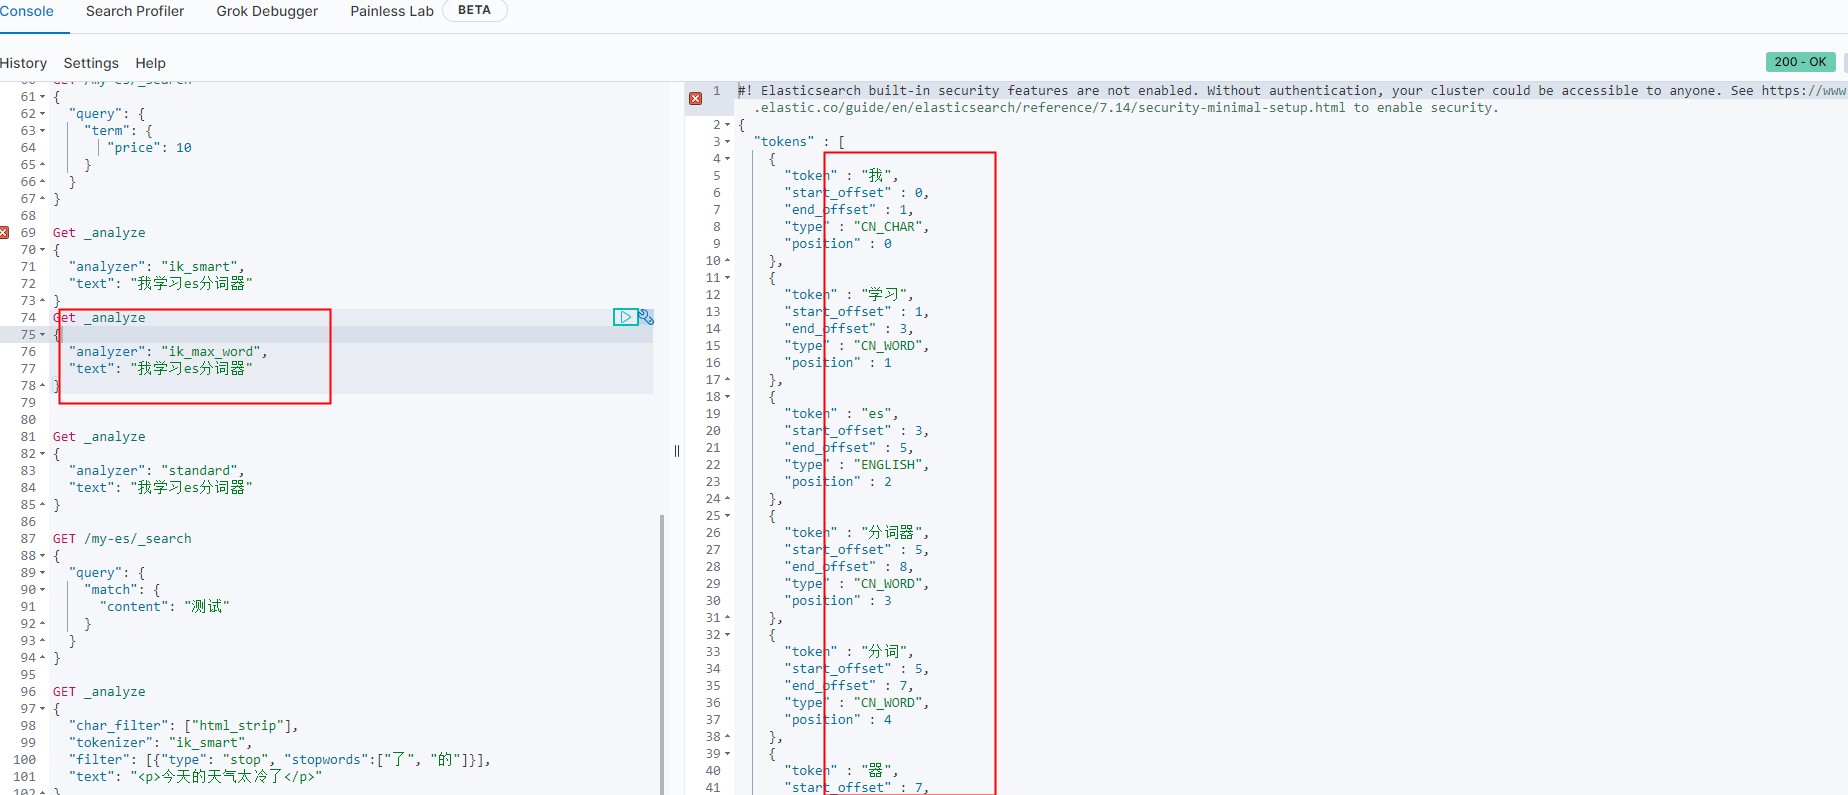 Console Search Profiler Grok Debugger Painless Lab BETA
History Settings Help 200 - OK
60 GET /my-es/_search
61 {
62 "query": {
63 "term": {
64 "price": 10
65 }
66 }
67 }
68
69 Get _analyze
70 {
71 "analyzer": "ik_smart",
72 "text": "我学习es分词器"
73 }
74 Get _analyze
75 {
76 "analyzer": "ik_max_word",
77 "text": "我学习es分词器"
78 }
79
80
81 Get _analyze
82 {
83 "analyzer": "standard",
84 "text": "我学习es分词器"
85 }
86
87 GET /my-es/_search
88 {
89 "query": {
90 "match": {
91 "content": "测试"
92 }
93 }
94 }
95
96 GET _analyze
97 {
98 "char_filter": ["html_strip"],
99 "tokenizer": "ik_smart",
100 "filter": [{"type": "stop", "stopwords":["了", "的"]}],
101 "text": "<p>今天的天气太冷了</p>"
102 }
1 #! Elasticsearch built-in security features are not enabled. Without authentication, your cluster could be accessible to anyone. See https://www
.elastic.co/guide/en/elasticsearch/reference/7.14/security-minimal-setup.html to enable security.
2 {
3 "tokens" : [
4 {
5 "token" : "我",
6 "start_offset" : 0,
7 "end_offset" : 1,
8 "type" : "CN_CHAR",
9 "position" : 0
10 },
11 {
12 "token" : "学习",
13 "start_offset" : 1,
14 "end_offset" : 3,
15 "type" : "CN_WORD",
16 "position" : 1
17 },
18 {
19 "token" : "es",
20 "start_offset" : 3,
21 "end_offset" : 5,
22 "type" : "ENGLISH",
23 "position" : 2
24 },
25 {
26 "token" : "分词器",
27 "start_offset" : 5,
28 "end_offset" : 8,
29 "type" : "CN_WORD",
30 "position" : 3
31 },
32 {
33 "token" : "分词",
34 "start_offset" : 5,
35 "end_offset" : 7,
36 "type" : "CN_WORD",
37 "position" : 4
38 },
39 {
40 "token" : "器",
41 "start_offset" : 7,